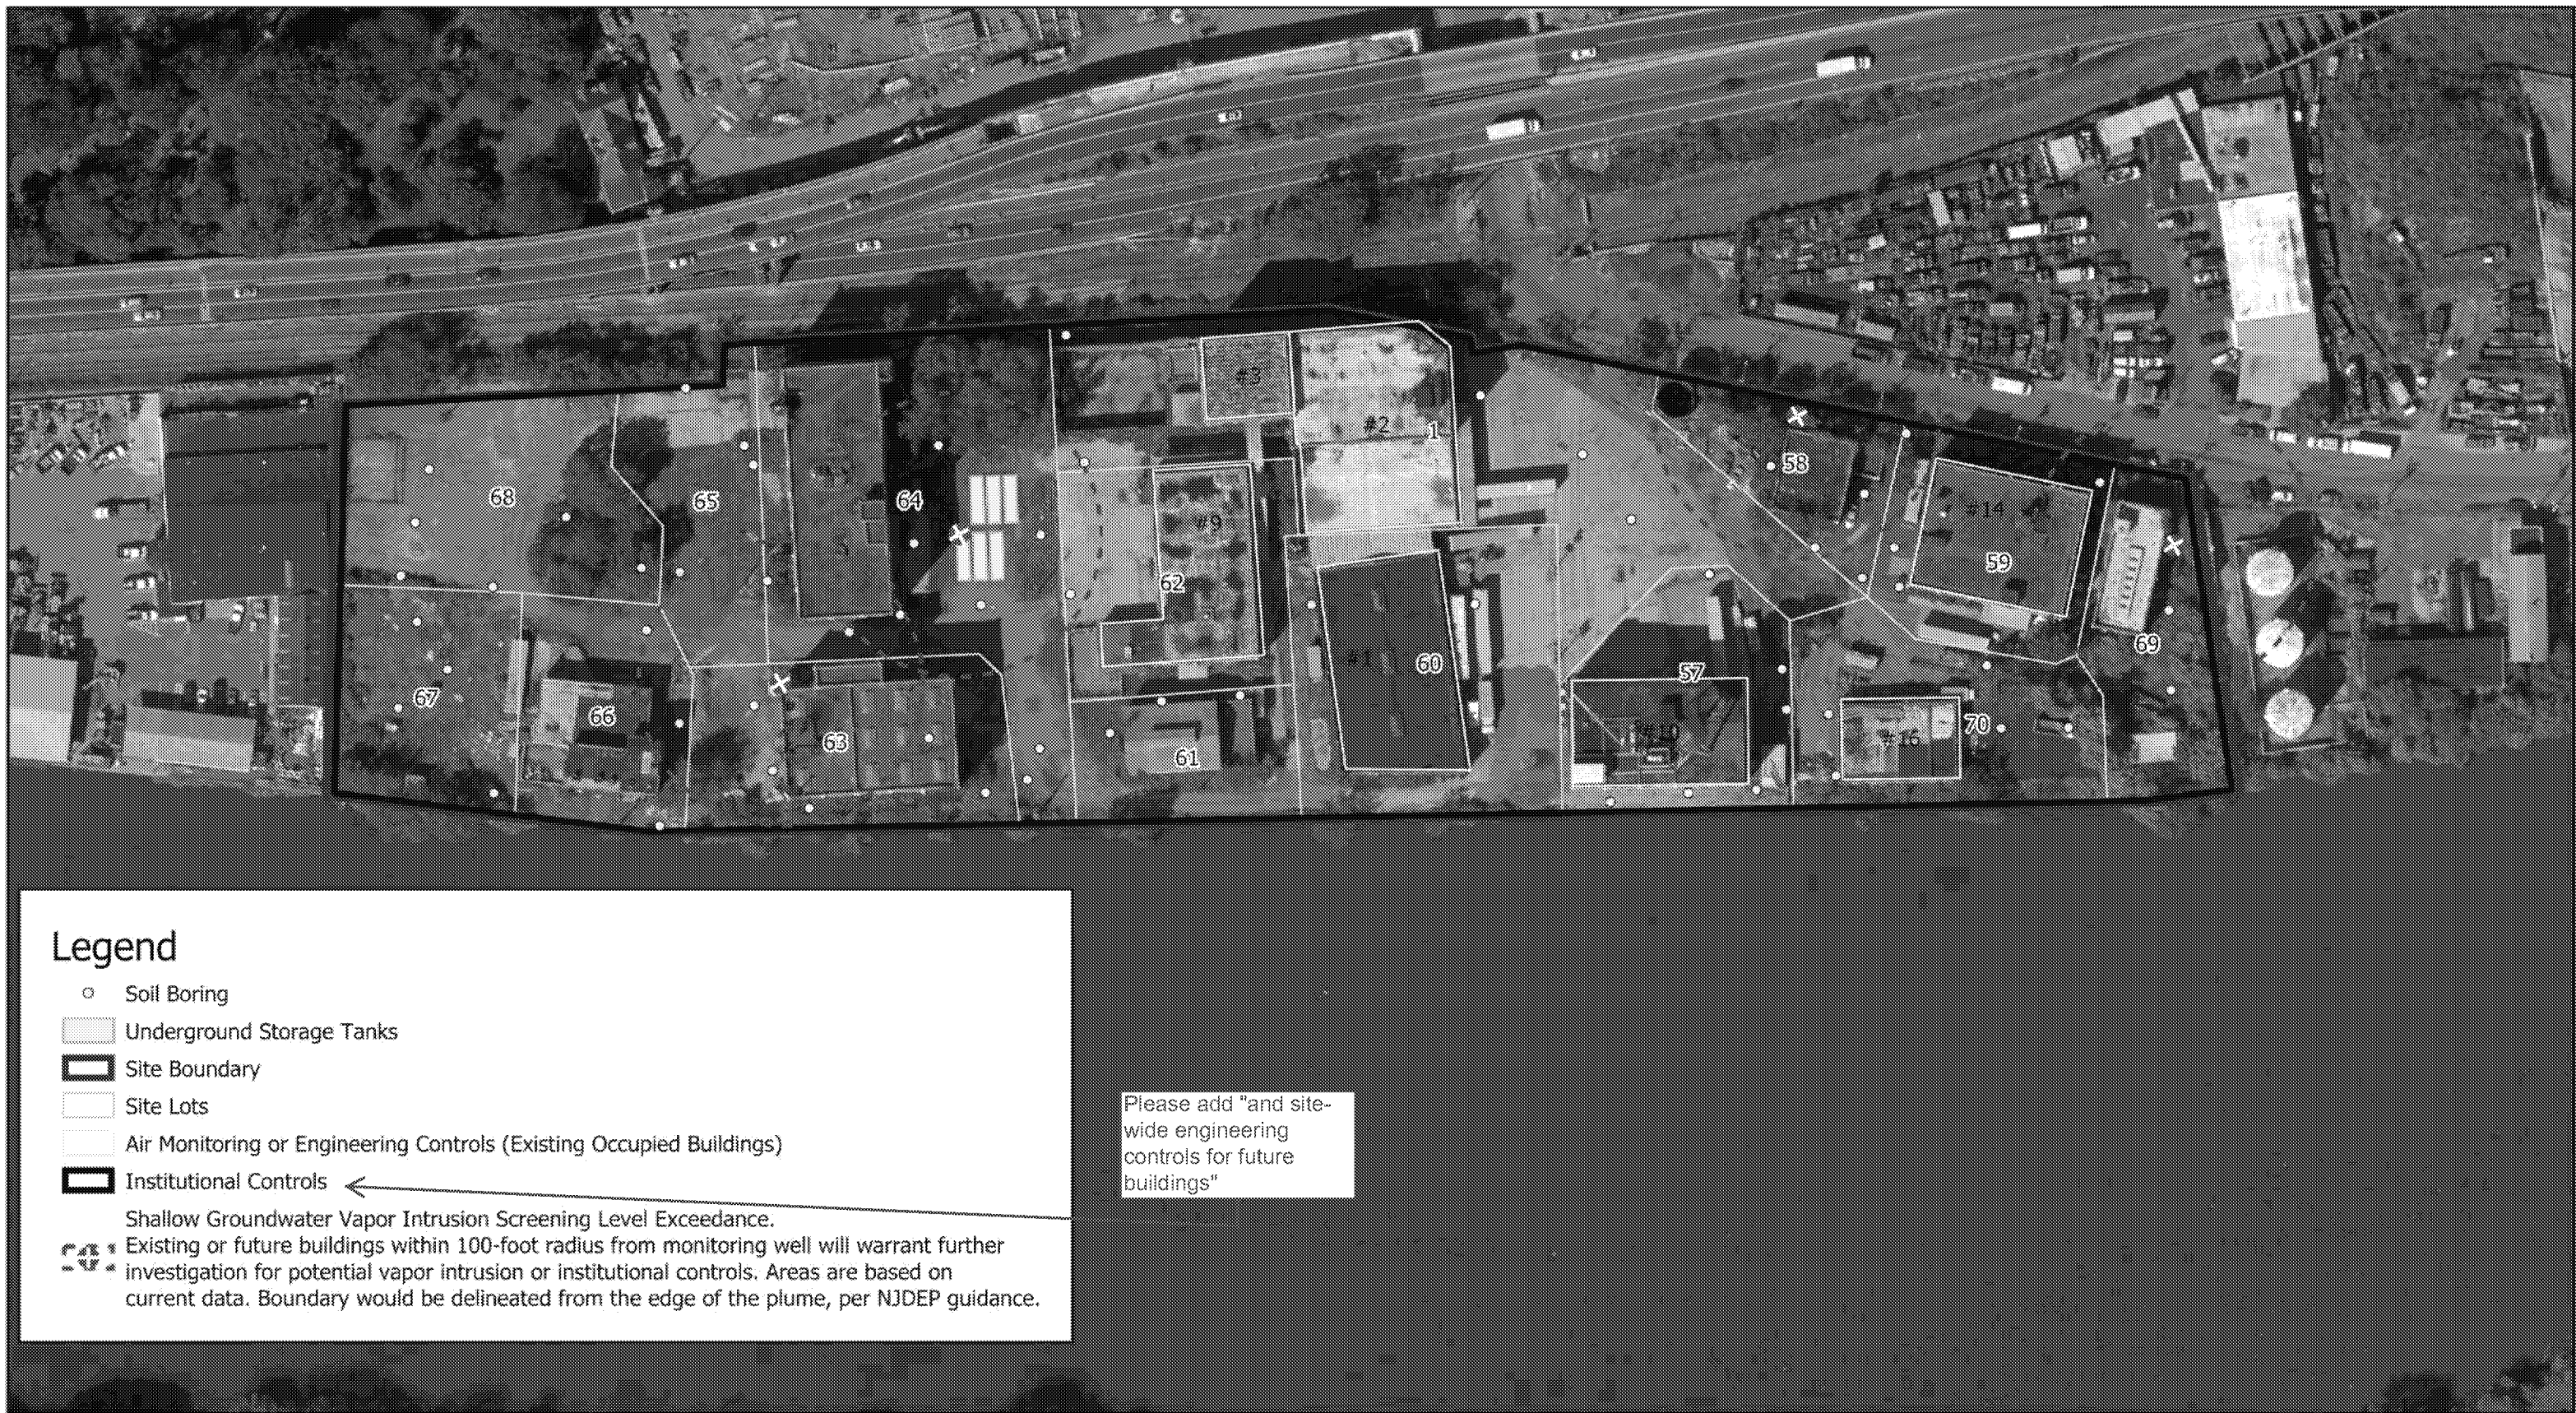 #3
#2
1
58
68
65
64
#9
#14
59
62
69
#1
60
57
67
66
63
61
#10
#16
70
Legend
Soil Boring
Underground Storage Tanks
Site Boundary
Site Lots
Air Monitoring or Engineering Controls (Existing Occupied Buildings)
Institutional Controls
Shallow Groundwater Vapor Intrusion Screening Level Exceedance.
Existing or future buildings within 100-foot radius from monitoring well will warrant further
investigation for potential vapor intrusion or institutional controls. Areas are based on
current data. Boundary would be delineated from the edge of the plume, per NJDEP guidance.
Please add "and site-
wide engineering
controls for future
buildings"